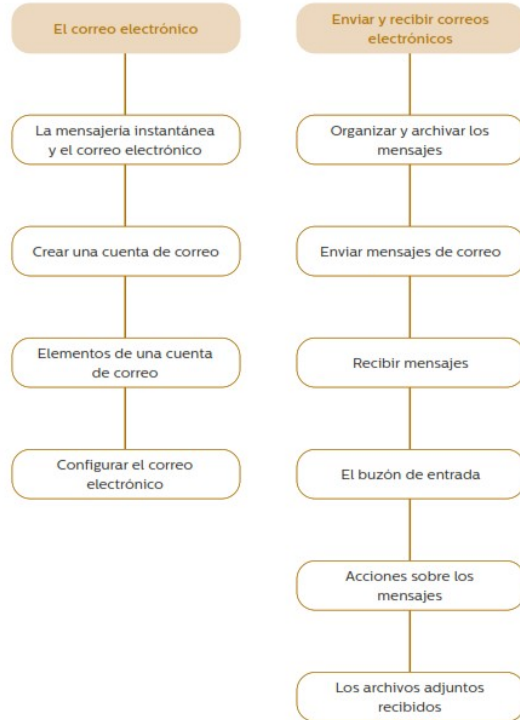 El correo electrónico
La mensajería instantánea
y el correo electrónico
Crear una cuenta de correo
Elementos de una cuenta
de correo
Configurar el correo
electrónico
Enviar y recibir correos
electrónicos
Organizar y archivar los
mensajes
Enviar mensajes de correo
Recibir mensajes
El buzón de entrada
Acciones sobre los
mensajes
Los archivos adjuntos
recibidos